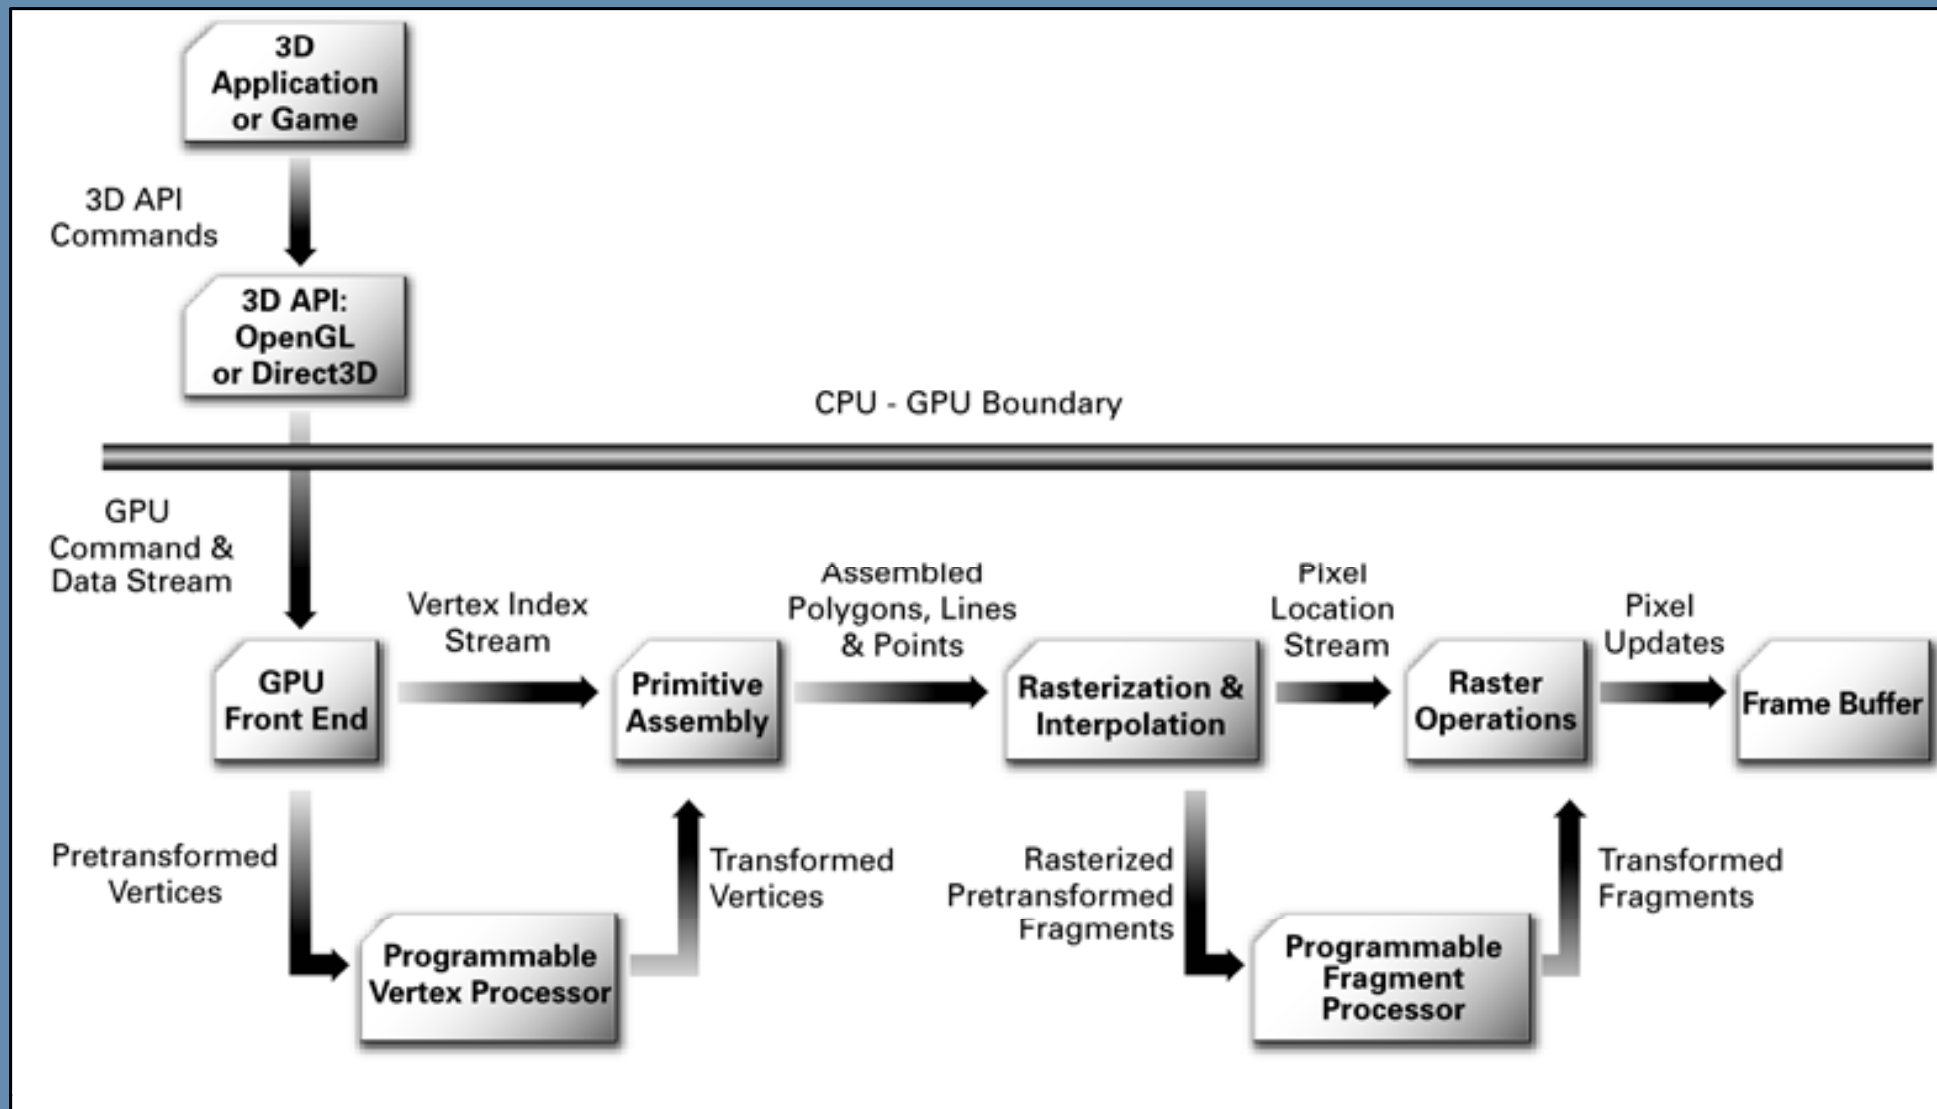 3D
Application
or Game
3D API
Commands
3D API:
OpenGL
or Direct3D
CPU - GPU Boundary
GPU
Command &
Data Stream
Vertex Index
Stream
Assembled
Polygons, Lines
& Points
Pixel
Location
Stream
Pixel
Updates
GPU
Front End
Primitive
Assembly
Rasterization &
Interpolation
Raster
Operations
Frame Buffer
Pretransformed
Vertices
Transformed
Vertices
Rasterized
Pretransformed
Fragments
Transformed
Fragments
Programmable
Vertex Processor
Programmable
Fragment
Processor